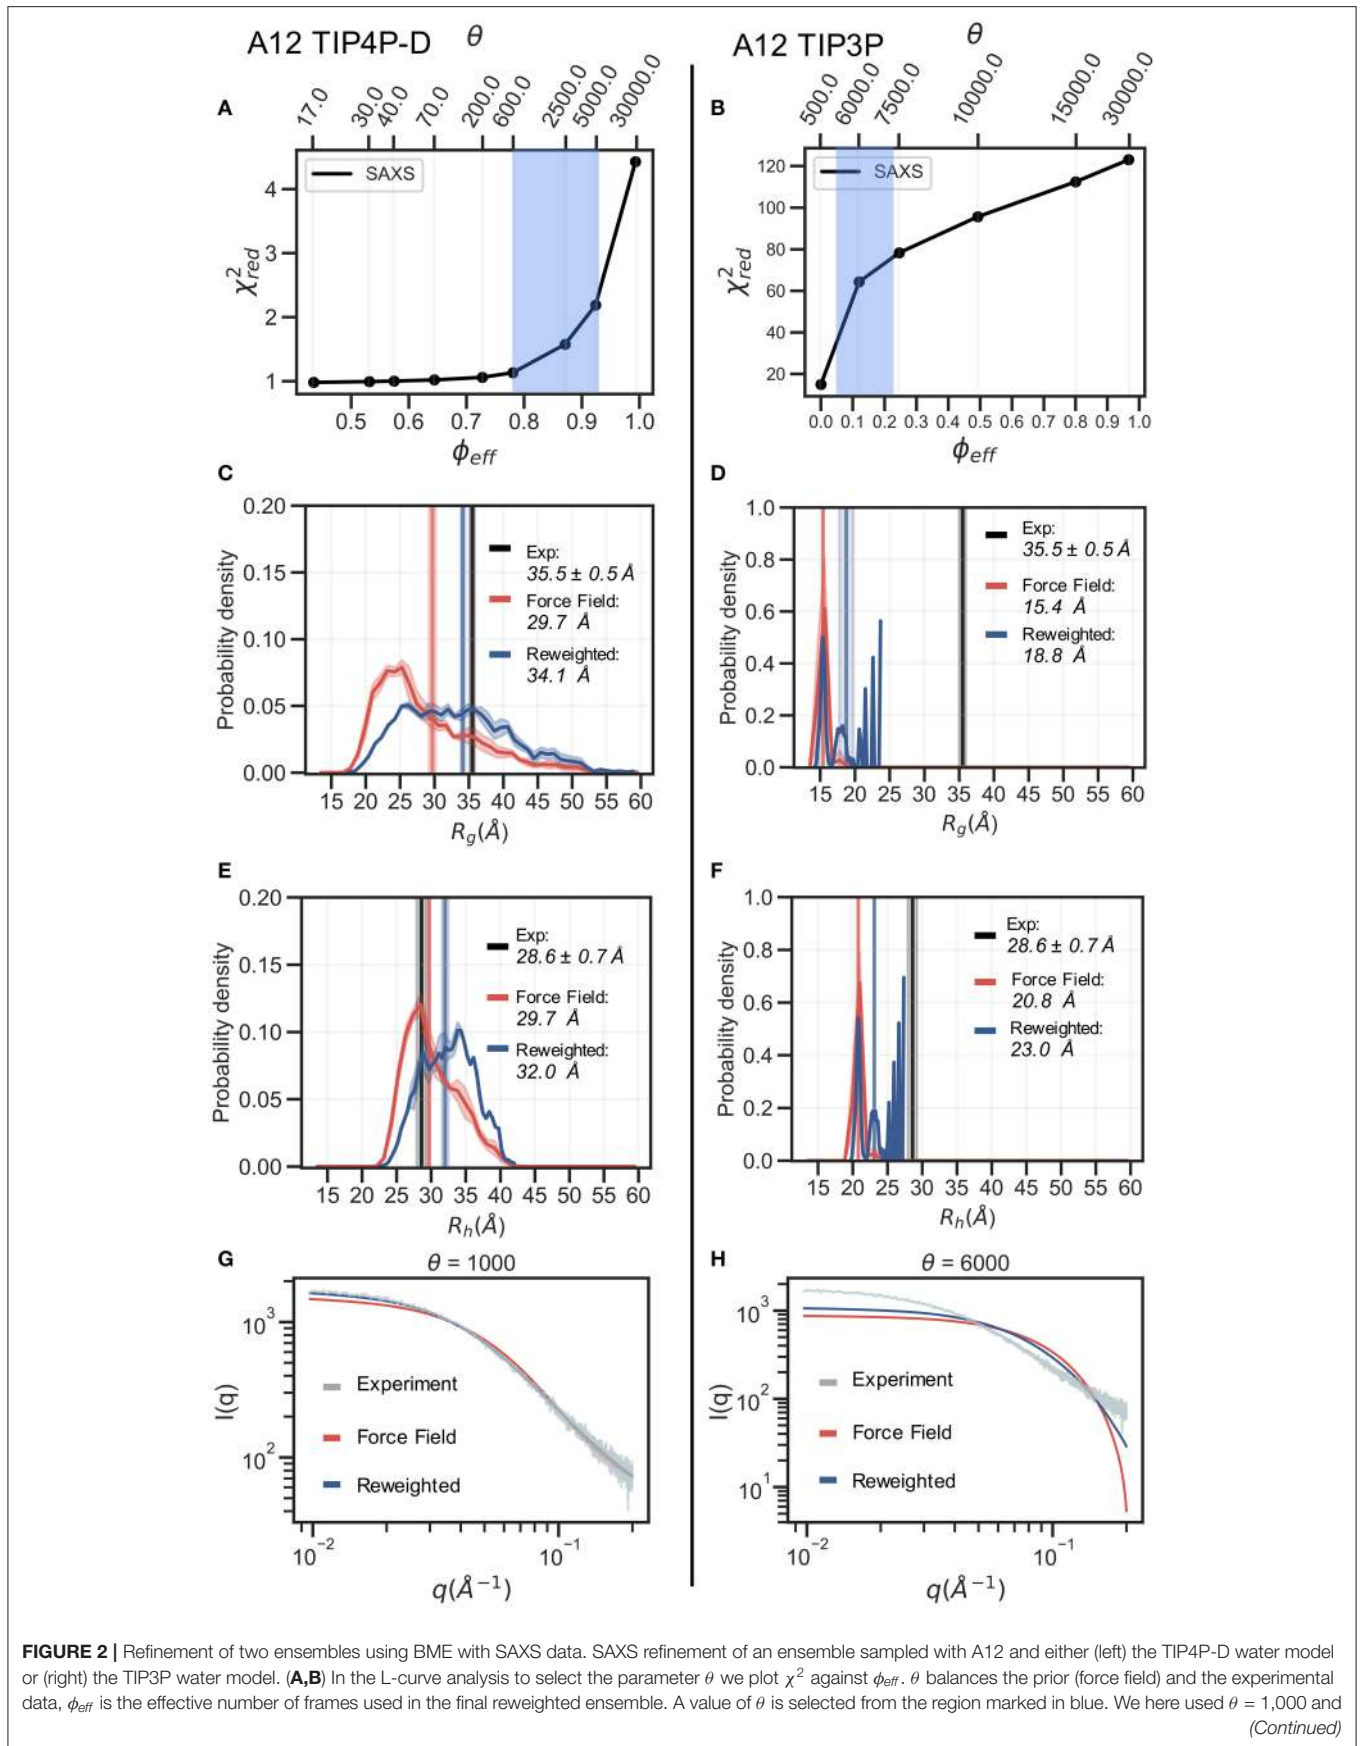 A12 TIP4P-D θ
A12 TIP3P θ
A
17.0 30.0 40.0 70.0 200.0 600.0 2500.0 5000.0 30000.0
SAXS
4
3
2
1
χ²red
0.5 0.6 0.7 0.8 0.9 1.0
ϕeff
B
500.0 6000.0 7500.0 10000.0 15000.0 30000.0
SAXS
120
100
80
60
40
20
χ²red
0.0 0.1 0.2 0.3 0.4 0.5 0.6 0.7 0.8 0.9 1.0
ϕeff
C
0.20
0.15
0.10
0.05
0.00
Probability density
Exp:
35.5 ± 0.5 Å
Force Field:
29.7 Å
Reweighted:
34.1 Å
15 20 25 30 35 40 45 50 55 60
Rg(Å)
D
1.0
0.8
0.6
0.4
0.2
0.0
Probability density
Exp:
35.5 ± 0.5 Å
Force Field:
15.4 Å
Reweighted:
18.8 Å
15 20 25 30 35 40 45 50 55 60
Rg(Å)
E
0.20
0.15
0.10
0.05
0.00
Probability density
Exp:
28.6 ± 0.7 Å
Force Field:
29.7 Å
Reweighted:
32.0 Å
15 20 25 30 35 40 45 50 55 60
Rh(Å)
F
1.0
0.8
0.6
0.4
0.2
0.0
Probability density
Exp:
28.6 ± 0.7 Å
Force Field:
20.8 Å
Reweighted:
23.0 Å
15 20 25 30 35 40 45 50 55 60
Rh(Å)
G
θ = 1000
10³
10²
I(q)
Experiment
Force Field
Reweighted
10⁻² 10⁻¹
q(Å⁻¹)
H
θ = 6000
10³
10²
10¹
I(q)
Experiment
Force Field
Reweighted
10⁻² 10⁻¹
q(Å⁻¹)
FIGURE 2 | Refinement of two ensembles using BME with SAXS data. SAXS refinement of an ensemble sampled with A12 and either (left) the TIP4P-D water model
or (right) the TIP3P water model. (A,B) In the L-curve analysis to select the parameter θ we plot χ² against ϕeff. θ balances the prior (force field) and the experimental
data, ϕeff is the effective number of frames used in the final reweighted ensemble. A value of θ is selected from the region marked in blue. We here used θ = 1,000 and
(Continued)